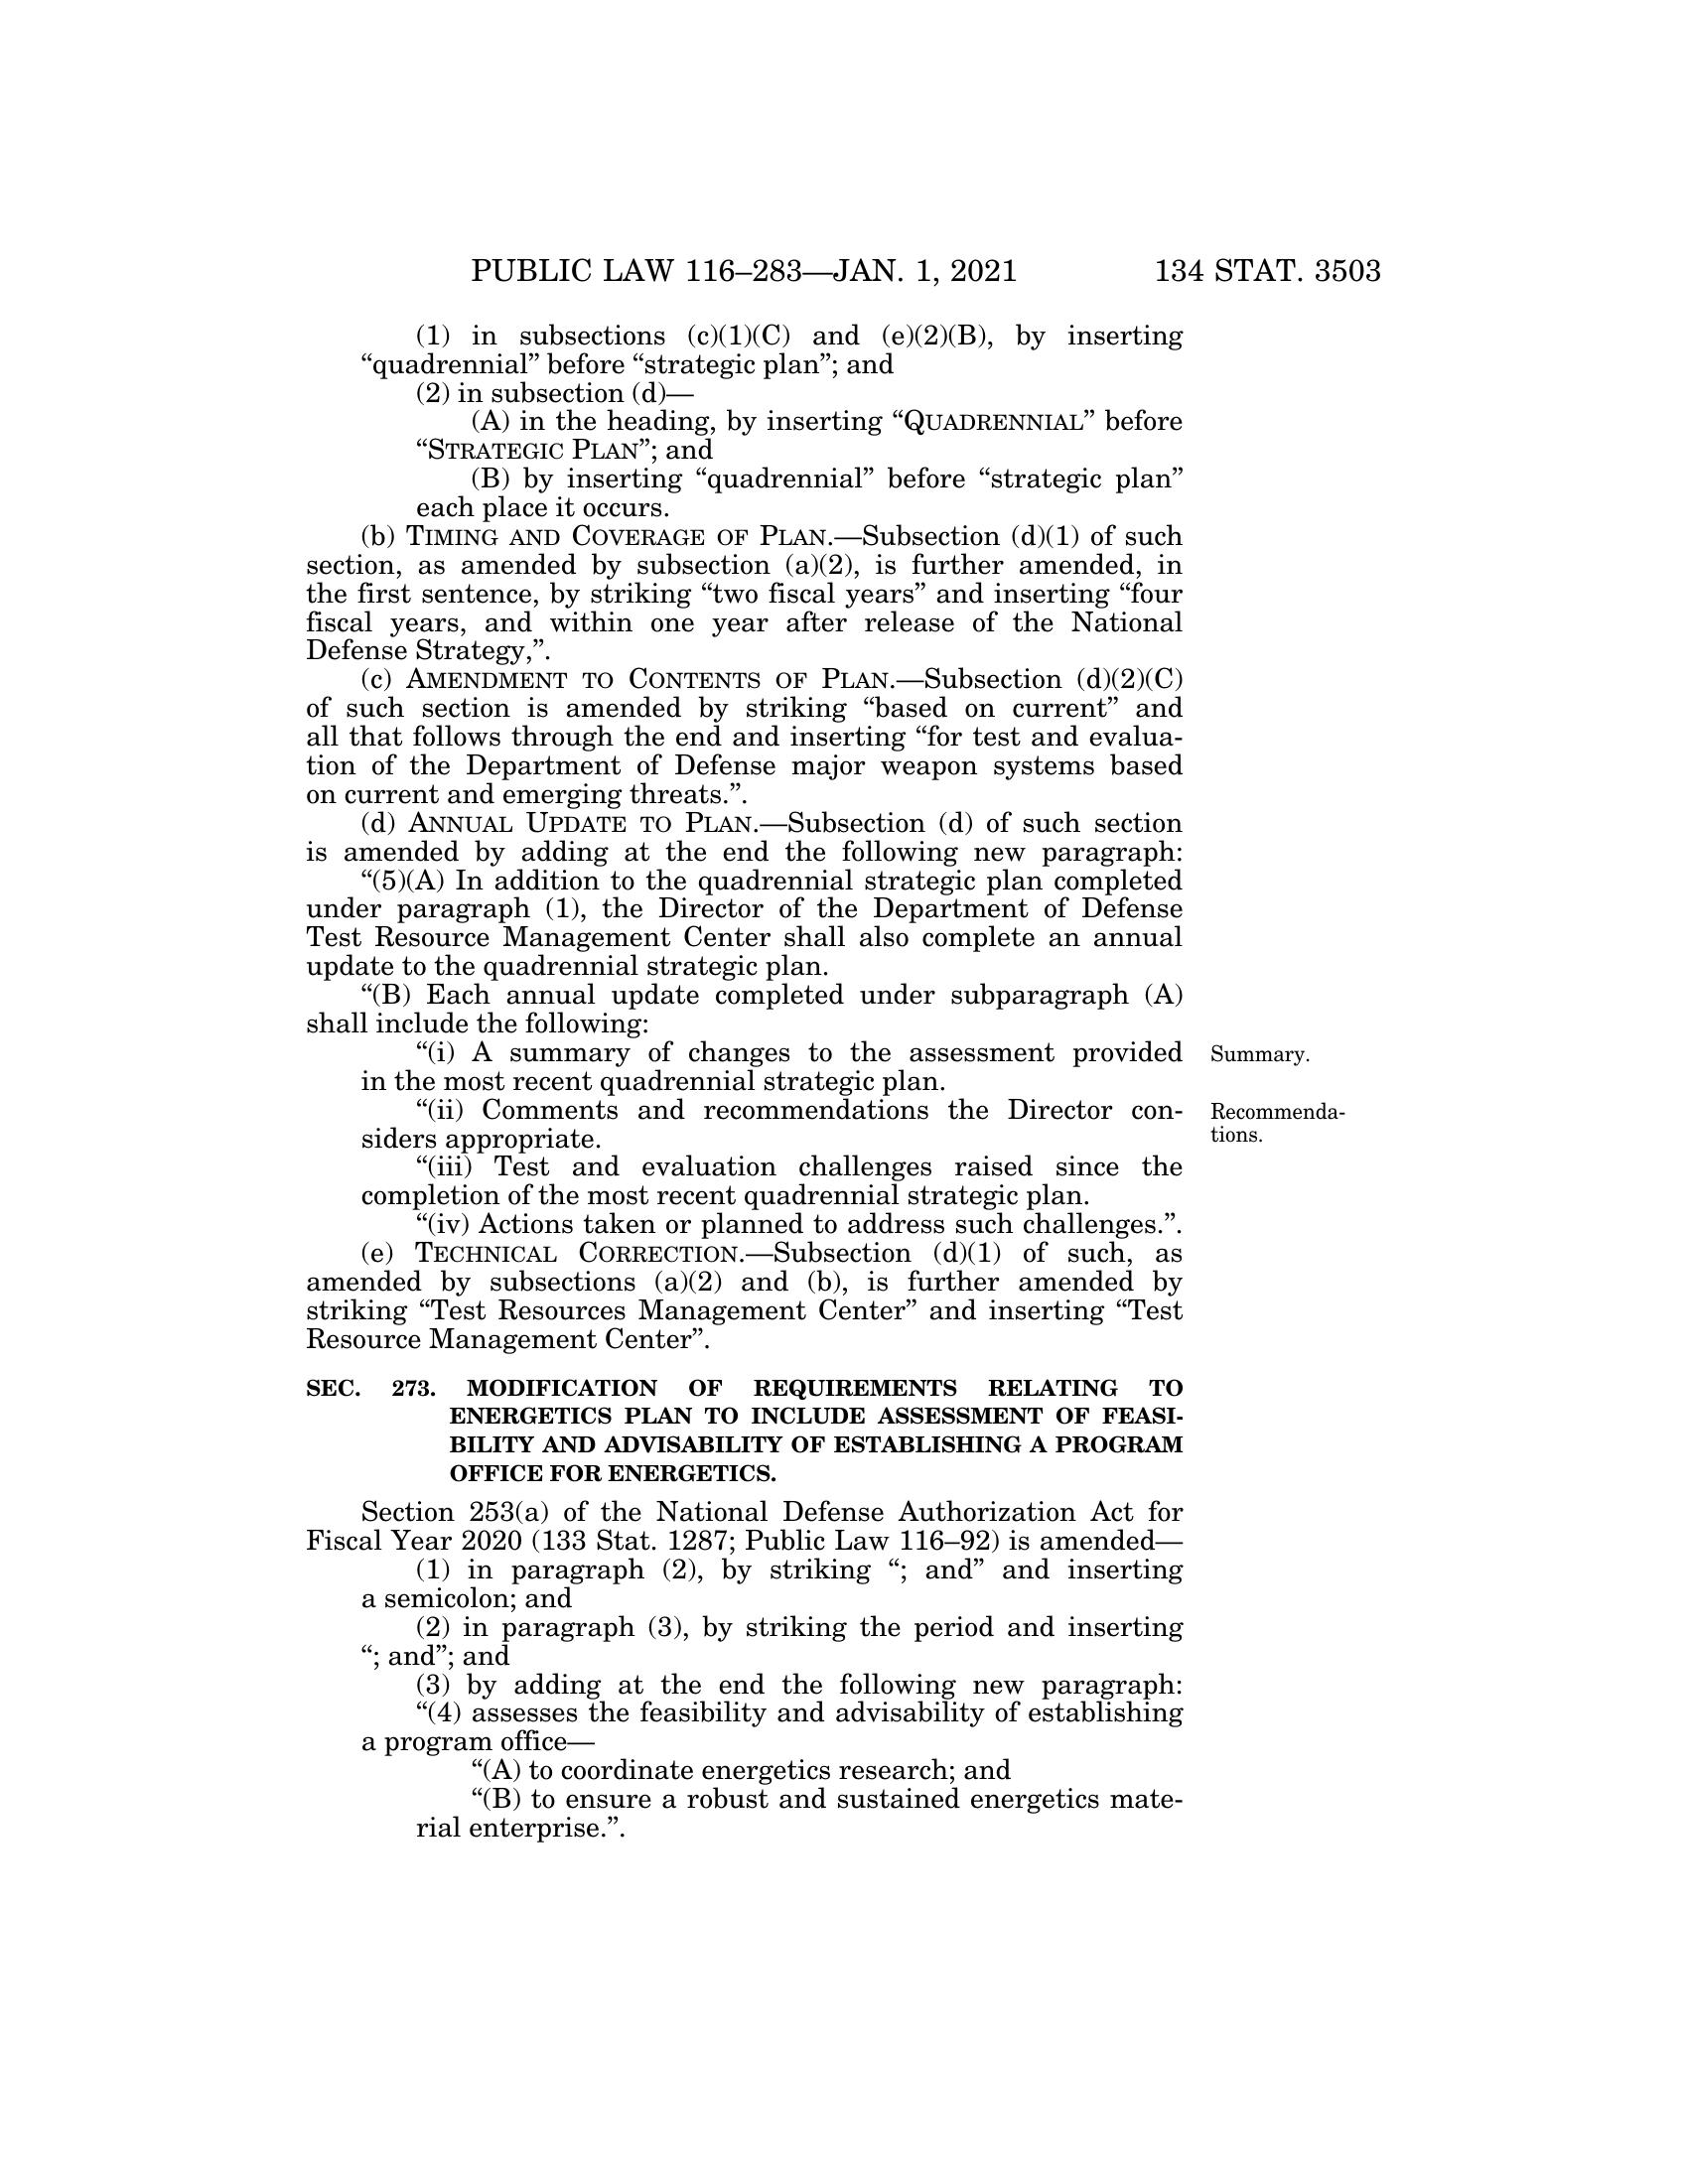 PUBLIC LAW 116–283—JAN. 1, 2021 134 STAT. 3503
(1) in subsections (c)(1)(C) and (e)(2)(B), by inserting
“quadrennial” before “strategic plan”; and
(2) in subsection (d)—
(A) in the heading, by inserting “QUADRENNIAL” before
“STRATEGIC PLAN”; and
(B) by inserting “quadrennial” before “strategic plan”
each place it occurs.
(b) TIMING AND COVERAGE OF PLAN.—Subsection (d)(1) of such
section, as amended by subsection (a)(2), is further amended, in
the first sentence, by striking “two fiscal years” and inserting “four
fiscal years, and within one year after release of the National
Defense Strategy,”.
(c) AMENDMENT TO CONTENTS OF PLAN.—Subsection (d)(2)(C)
of such section is amended by striking “based on current” and
all that follows through the end and inserting “for test and evalua-
tion of the Department of Defense major weapon systems based
on current and emerging threats.”.
(d) ANNUAL UPDATE TO PLAN.—Subsection (d) of such section
is amended by adding at the end the following new paragraph:
“(5)(A) In addition to the quadrennial strategic plan completed
under paragraph (1), the Director of the Department of Defense
Test Resource Management Center shall also complete an annual
update to the quadrennial strategic plan.
“(B) Each annual update completed under subparagraph (A)
shall include the following:
“(i) A summary of changes to the assessment provided
in the most recent quadrennial strategic plan.
Summary.
“(ii) Comments and recommendations the Director con-
siders appropriate.
Recommenda-
tions.
“(iii) Test and evaluation challenges raised since the
completion of the most recent quadrennial strategic plan.
“(iv) Actions taken or planned to address such challenges.”.
(e) TECHNICAL CORRECTION.—Subsection (d)(1) of such, as
amended by subsections (a)(2) and (b), is further amended by
striking “Test Resources Management Center” and inserting “Test
Resource Management Center”.
SEC. 273. MODIFICATION OF REQUIREMENTS RELATING TO
ENERGETICS PLAN TO INCLUDE ASSESSMENT OF FEASI-
BILITY AND ADVISABILITY OF ESTABLISHING A PROGRAM
OFFICE FOR ENERGETICS.
Section 253(a) of the National Defense Authorization Act for
Fiscal Year 2020 (133 Stat. 1287; Public Law 116–92) is amended—
(1) in paragraph (2), by striking “; and” and inserting
a semicolon; and
(2) in paragraph (3), by striking the period and inserting
“; and”; and
(3) by adding at the end the following new paragraph:
“(4) assesses the feasibility and advisability of establishing
a program office—
“(A) to coordinate energetics research; and
“(B) to ensure a robust and sustained energetics mate-
rial enterprise.”.